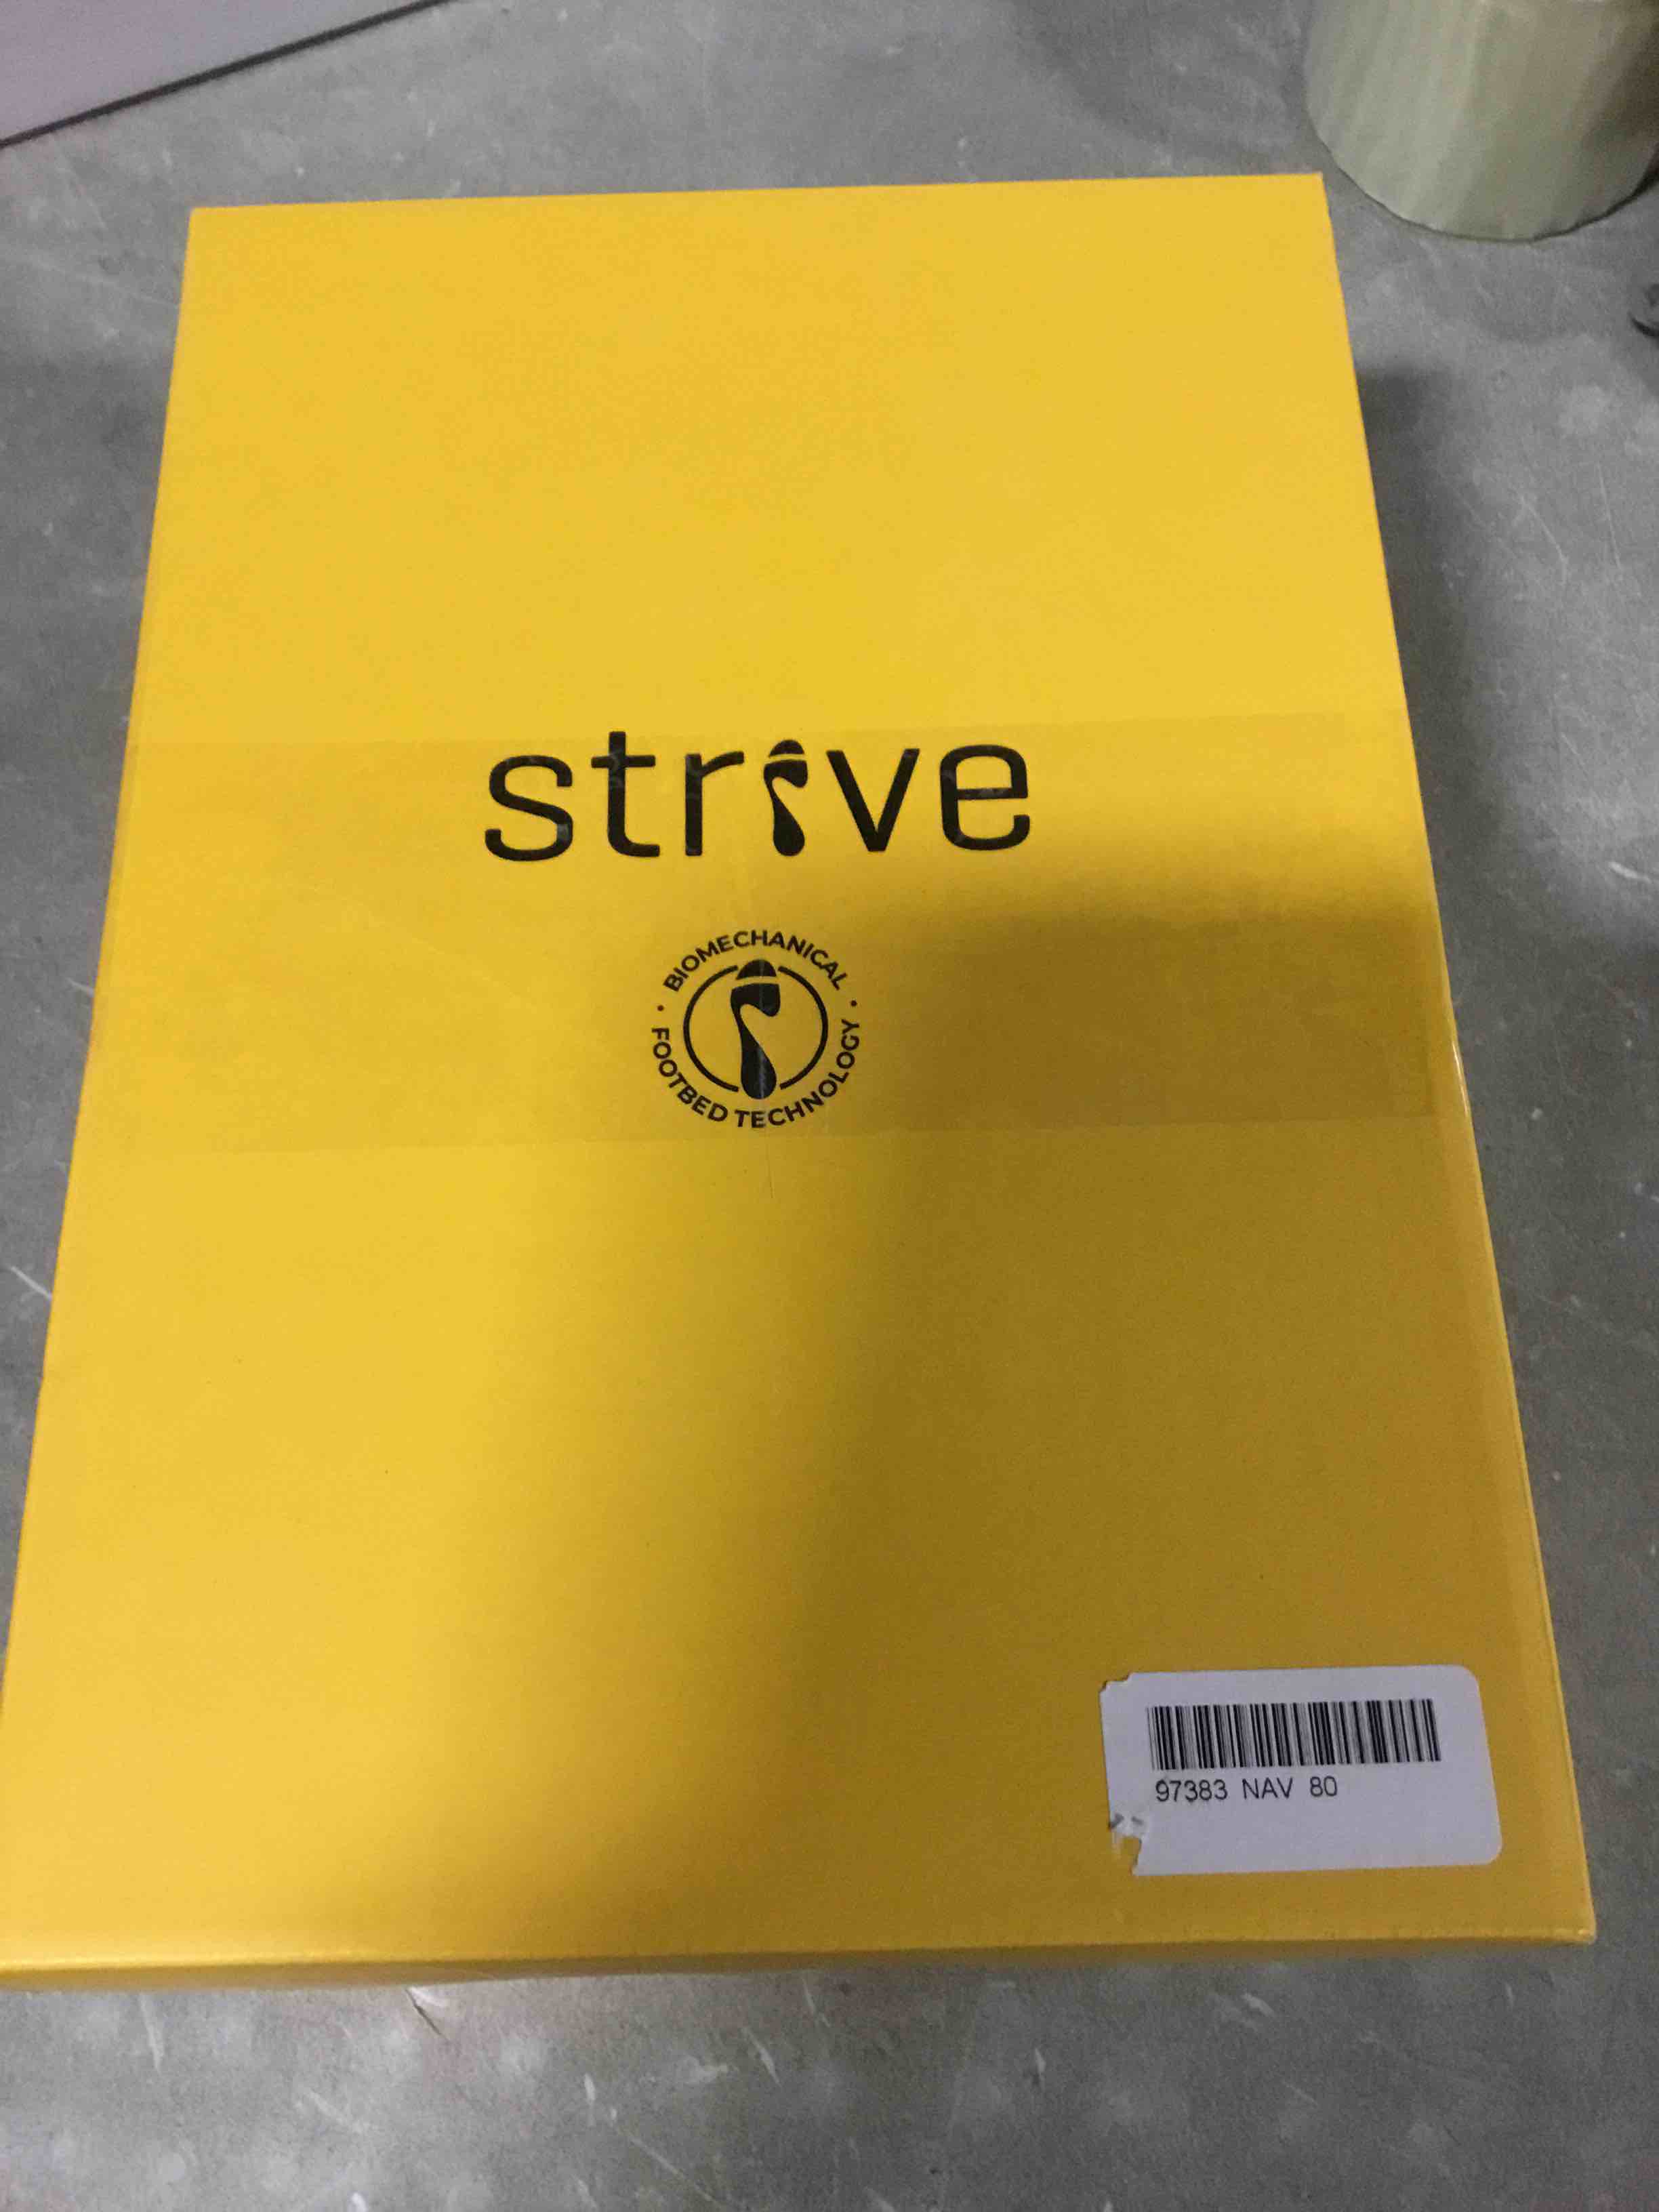 strive
· BIOMECHANICAL ·
FOOTBED TECHNOLOGY
97383 NAV 80